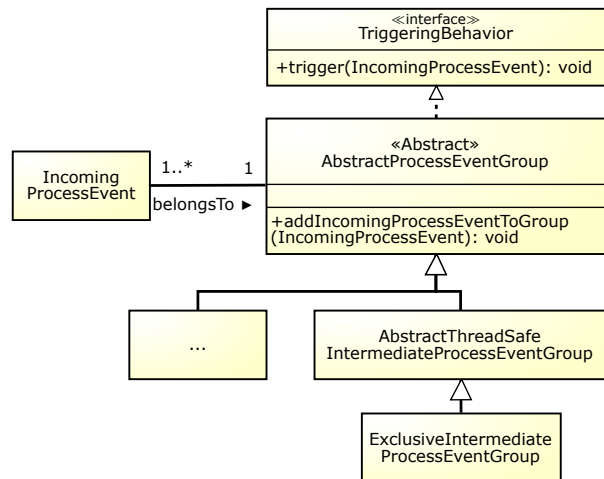 «interface»
TriggeringBehavior
+trigger(IncomingProcessEvent): void
«Abstract»
AbstractProcessEventGroup
+addIncomingProcessEventToGroup
(IncomingProcessEvent): void
Incoming
ProcessEvent
1..*
1
belongsTo ►
...
AbstractThreadSafe
IntermediateProcessEventGroup
ExclusiveIntermediate
ProcessEventGroup